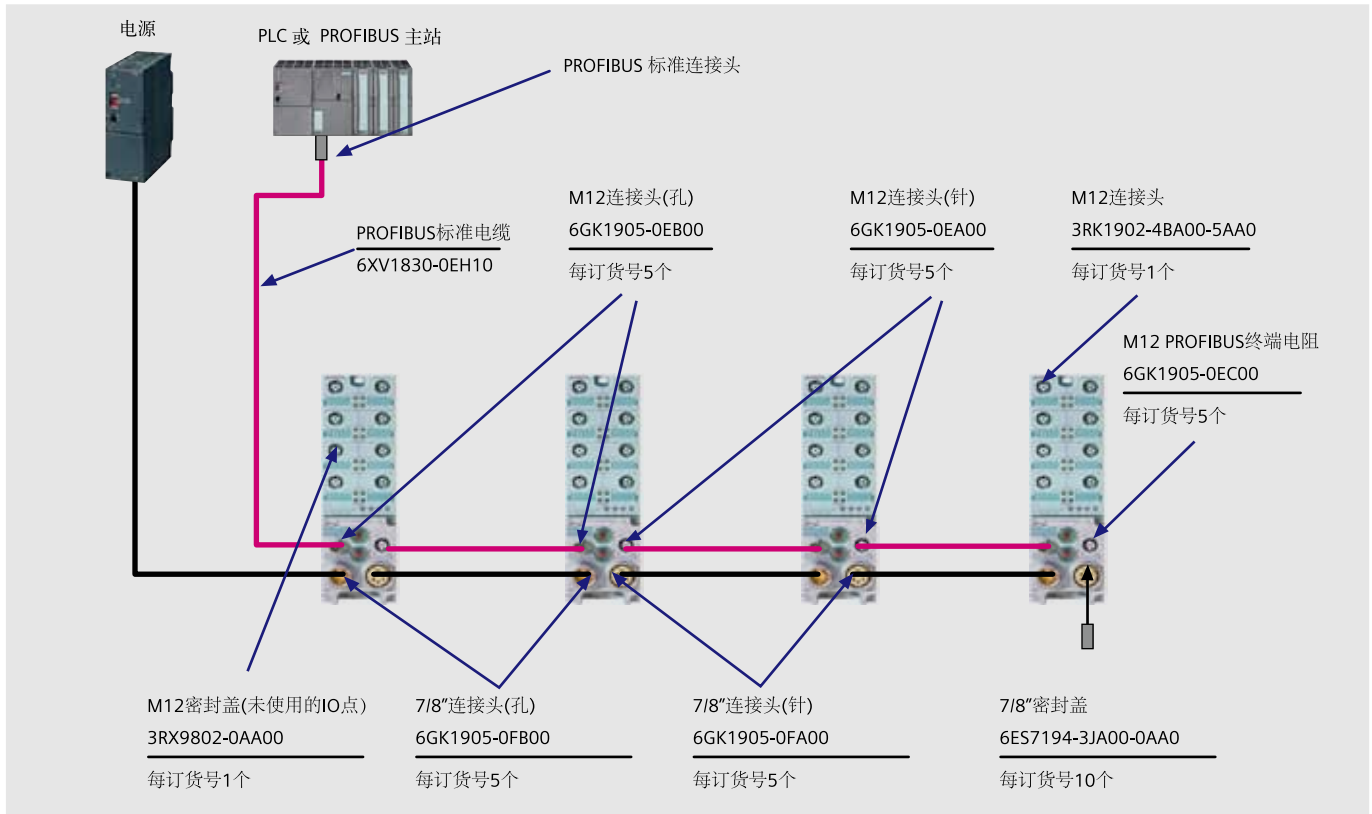 电源
PLC 或 PROFIBUS 主站
PROFIBUS 标准连接头
PROFIBUS标准电缆
6XV1830-0EH10
M12连接头(孔)
6GK1905-0EB00
每订货号5个
M12连接头(针)
6GK1905-0EA00
每订货号5个
M12连接头
3RK1902-4BA00-5AA0
每订货号1个
M12 PROFIBUS终端电阻
6GK1905-0EC00
每订货号5个
M12密封盖(未使用的IO点)
3RX9802-0AA00
每订货号1个
7/8"连接头(孔)
6GK1905-0FB00
每订货号5个
7/8"连接头(针)
6GK1905-0FA00
每订货号5个
7/8"密封盖
6ES7194-3JA00-0AA0
每订货号10个